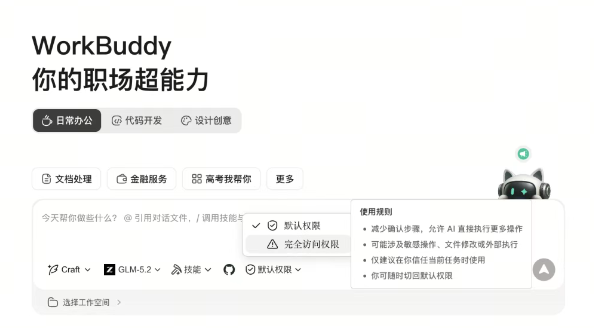 WorkBuddy
你的职场超能力
日常办公 代码开发 设计创意
文档处理 金融服务 高考我帮你 更多
今天帮你做些什么? @ 引用对话文件, / 调用技能与
默认权限
完全访问权限
使用规则
• 减少确认步骤，允许 AI 直接执行更多操作
• 可能涉及敏感操作、文件修改或外部执行
• 仅建议在你信任当前任务时使用
• 你可随时切回默认权限
Craft GLM-5.2 技能 默认权限
选择工作空间